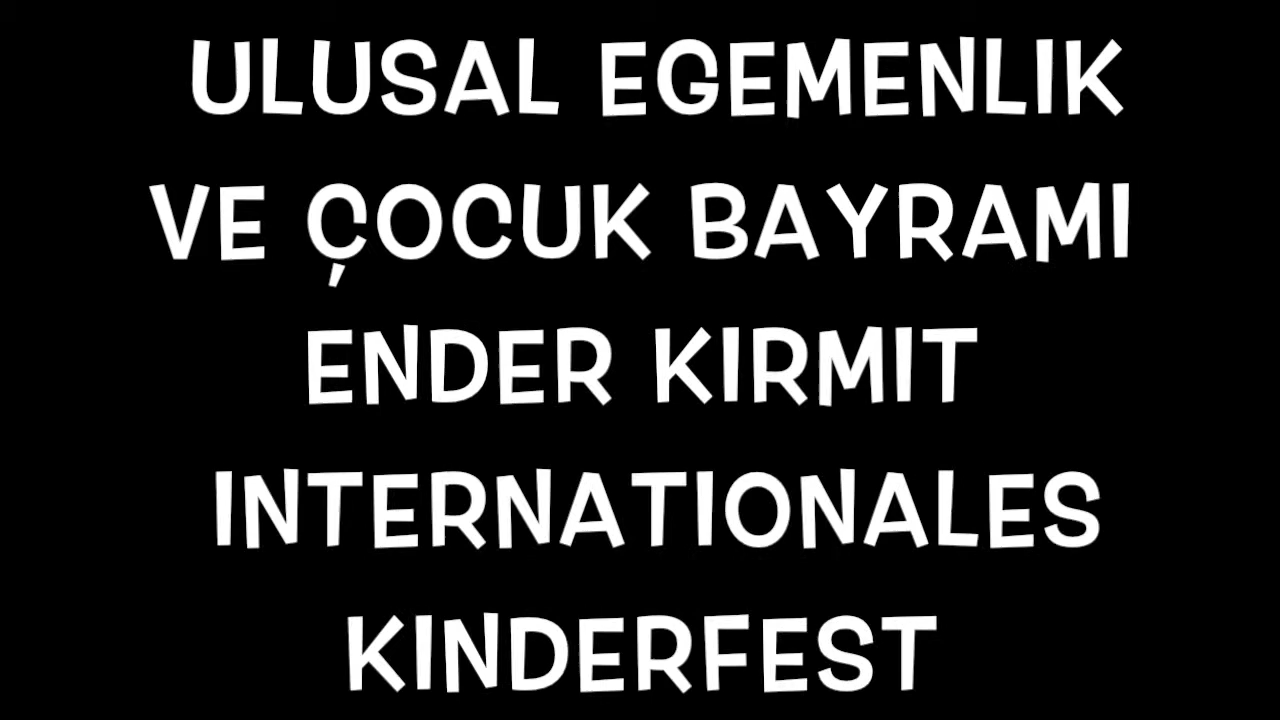 ULUSAL EGEMENLIK
VE ÇOCUK BAYRAMI
ENDER KIRMIT
INTERNATIONALES
KINDERFEST